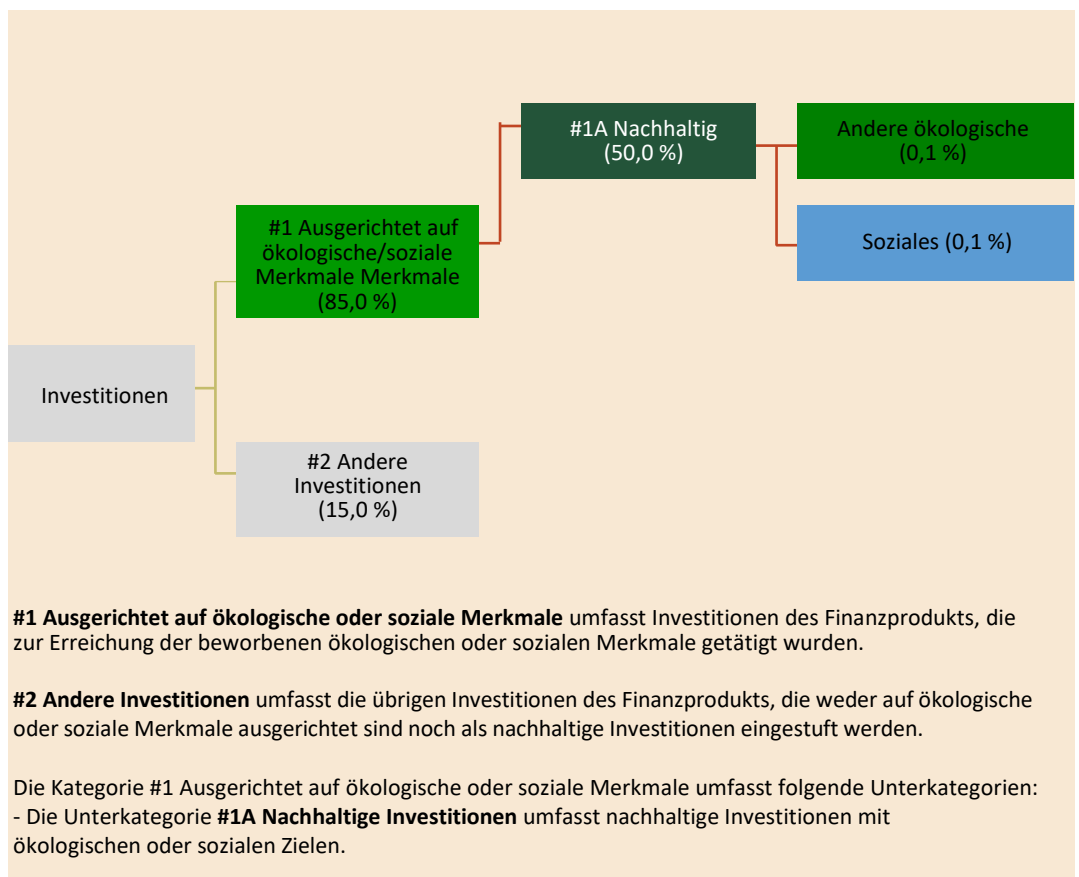 #1A Nachhaltig
(50,0 %)
Andere ökologische
(0,1 %)
#1 Ausgerichtet auf
ökologische/soziale
Merkmale Merkmale
(85,0 %)
Soziales (0,1 %)
Investitionen
#2 Andere
Investitionen
(15,0 %)
#1 Ausgerichtet auf ökologische oder soziale Merkmale umfasst Investitionen des Finanzprodukts, die
zur Erreichung der beworbenen ökologischen oder sozialen Merkmale getätigt wurden.
#2 Andere Investitionen umfasst die übrigen Investitionen des Finanzprodukts, die weder auf ökologische
oder soziale Merkmale ausgerichtet sind noch als nachhaltige Investitionen eingestuft werden.
Die Kategorie #1 Ausgerichtet auf ökologische oder soziale Merkmale umfasst folgende Unterkategorien:
- Die Unterkategorie #1A Nachhaltige Investitionen umfasst nachhaltige Investitionen mit
ökologischen oder sozialen Zielen.